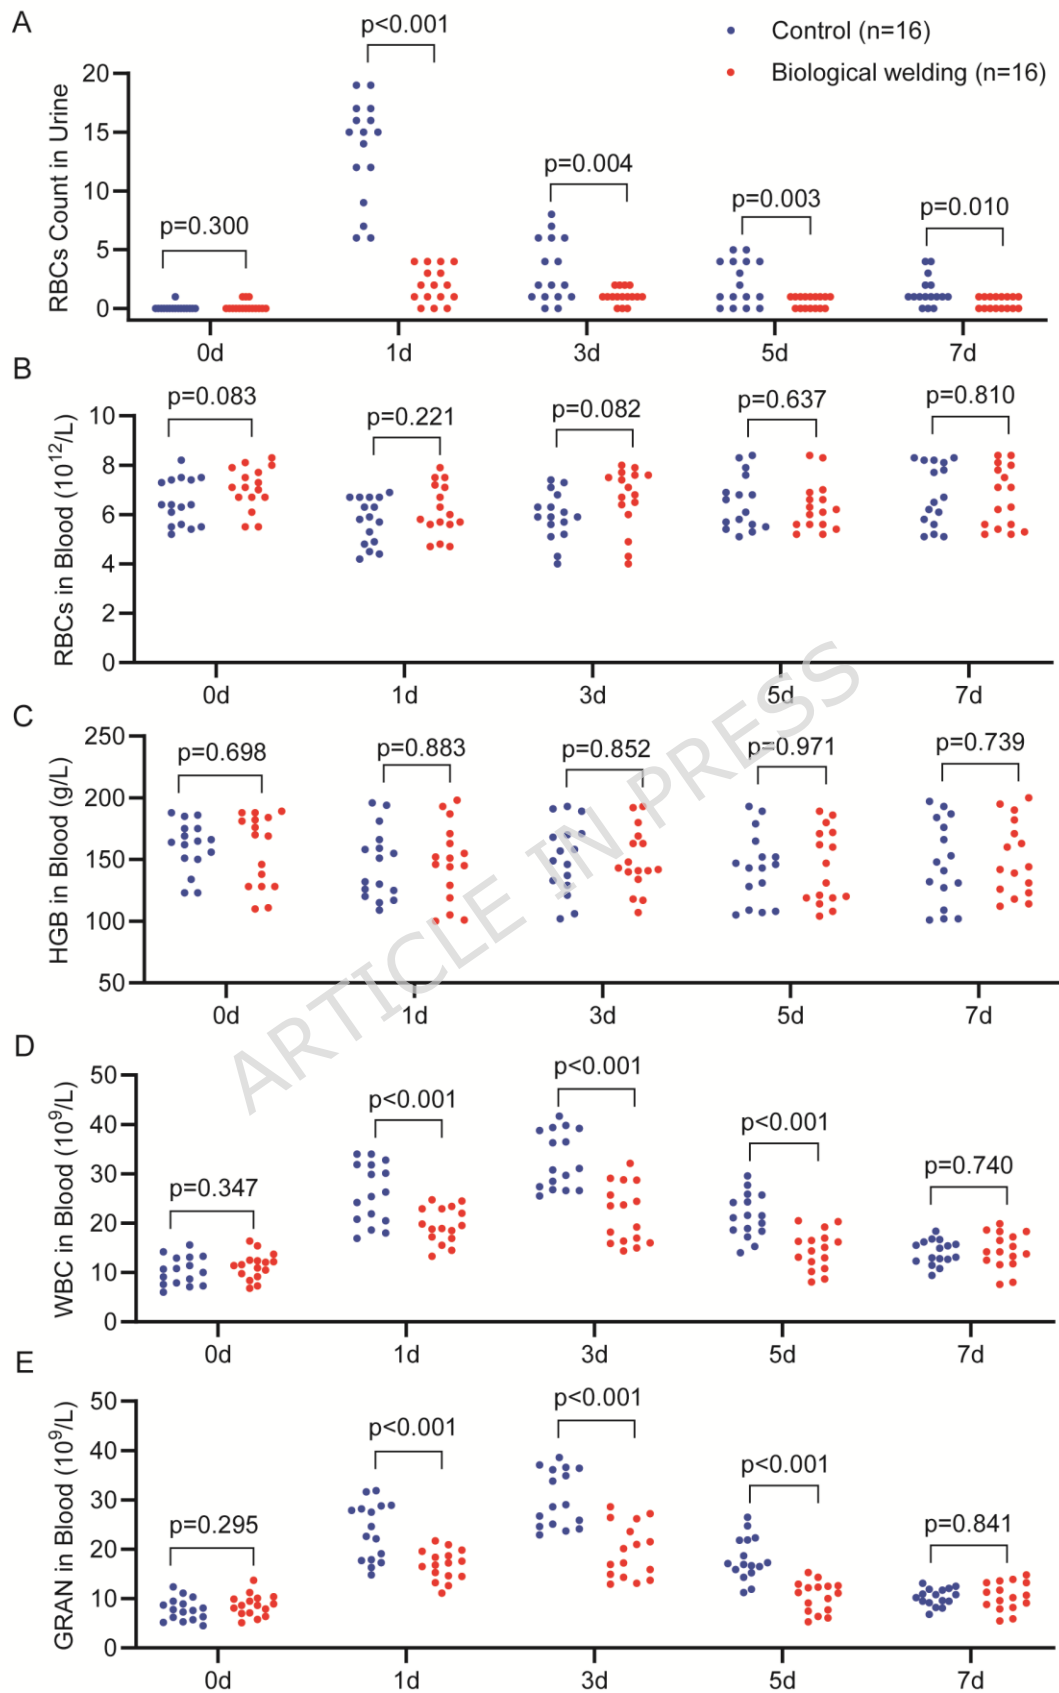 A
p<0.001
Control (n=16)
Biological welding (n=16)
RBCs Count in Urine
20
15
10
5
0
p=0.300
p=0.004
p=0.003
p=0.010
0d 1d 3d 5d 7d
B
RBCs in Blood (10¹²/L)
10
8
6
4
2
0
p=0.083
p=0.221
p=0.082
p=0.637
p=0.810
0d 1d 3d 5d 7d
C
HGB in Blood (g/L)
250
200
150
100
50
p=0.698
p=0.883
p=0.852
p=0.971
p=0.739
0d 1d 3d 5d 7d
ARTICLE IN PRESS
D
WBC in Blood (10⁹/L)
50
40
30
20
10
0
p=0.347
p<0.001
p<0.001
p<0.001
p=0.740
0d 1d 3d 5d 7d
E
GRAN in Blood (10⁹/L)
50
40
30
20
10
0
p=0.295
p<0.001
p<0.001
p<0.001
p=0.841
0d 1d 3d 5d 7d